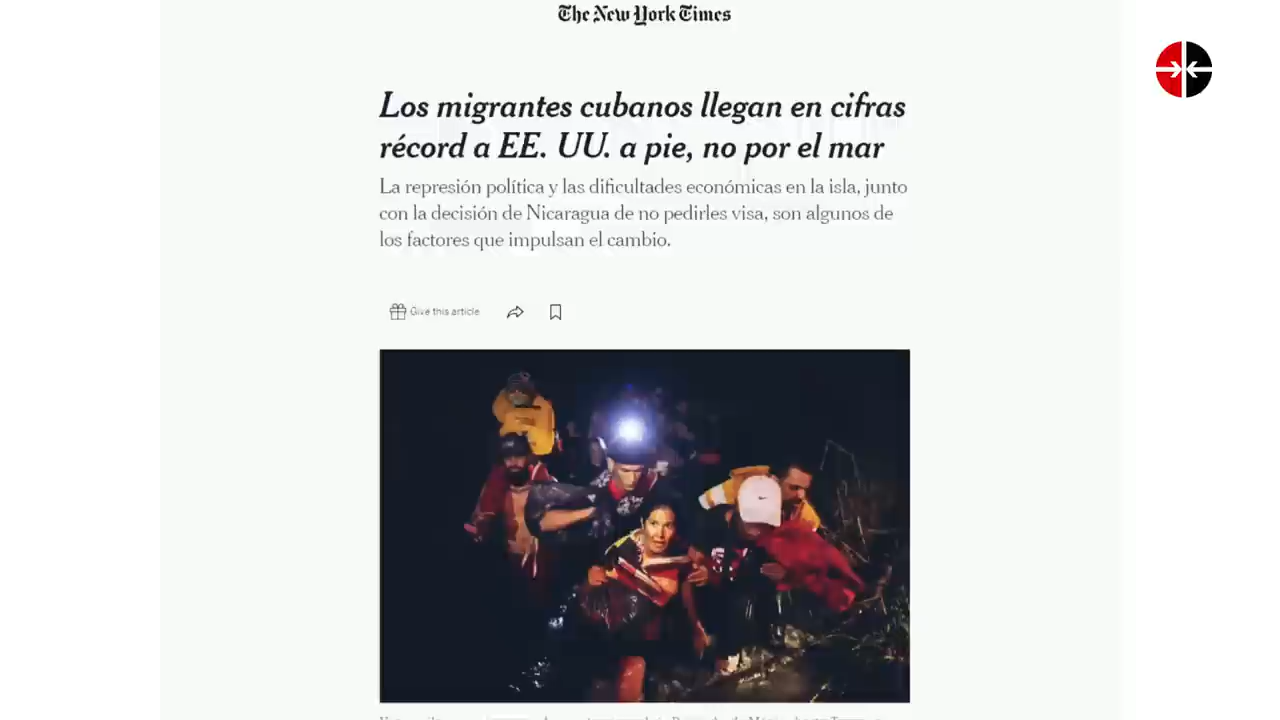 The New York Times
Los migrantes cubanos llegan en cifras
récord a EE. UU. a pie, no por el mar
La represión política y las dificultades económicas en la isla, junto
con la decisión de Nicaragua de no pedirles visa, son algunos de
los factores que impulsan el cambio.
Give this article